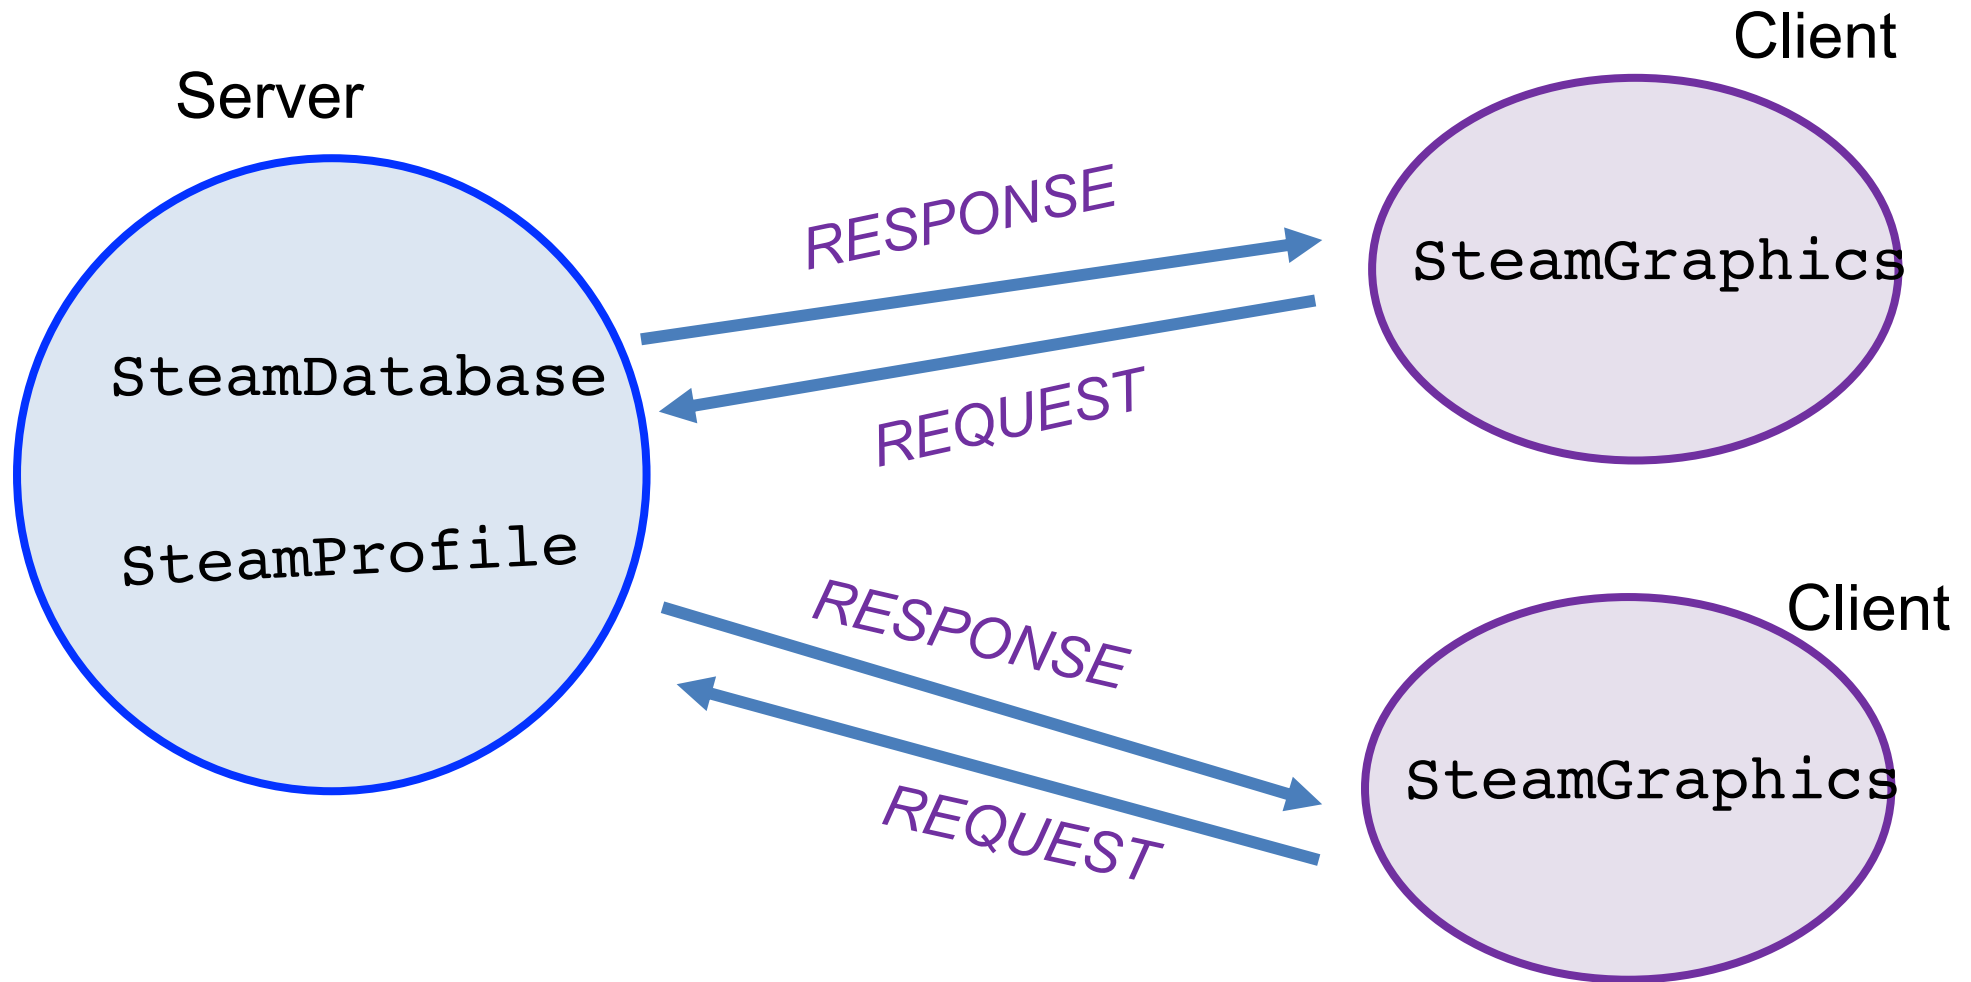 Client
Server
RESPONSE
SteamGraphics
SteamDatabase
REQUEST
SteamProfile
RESPONSE
Client
SteamGraphics
REQUEST